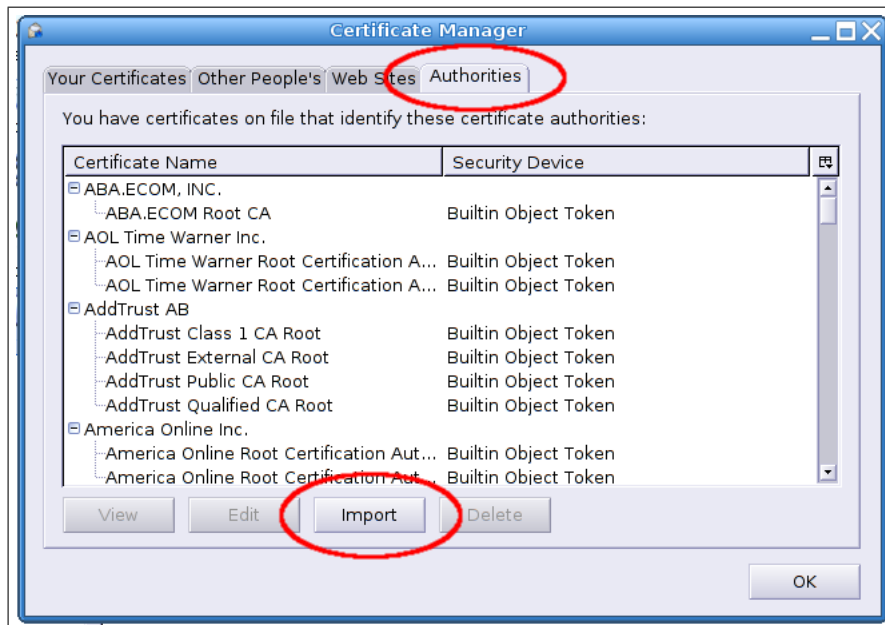 Certificate Manager
Your Certificates Other People's Web Sites Authorities
You have certificates on file that identify these certificate authorities:
Certificate Name Security Device
ABA.ECOM, INC.
ABA.ECOM Root CA Builtin Object Token
AOL Time Warner Inc.
AOL Time Warner Root Certification A... Builtin Object Token
AOL Time Warner Root Certification A... Builtin Object Token
AddTrust AB
AddTrust Class 1 CA Root Builtin Object Token
AddTrust External CA Root Builtin Object Token
AddTrust Public CA Root Builtin Object Token
AddTrust Qualified CA Root Builtin Object Token
America Online Inc.
America Online Root Certification Aut... Builtin Object Token
America Online Root Certification Aut... Builtin Object Token
View Edit Import Delete
OK